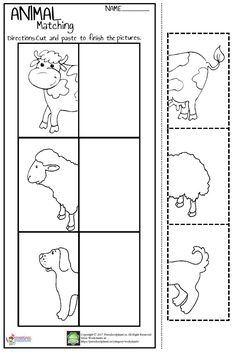 ANIMAL
NAME
Matching
Directions:Cut and paste to finish the pictures.